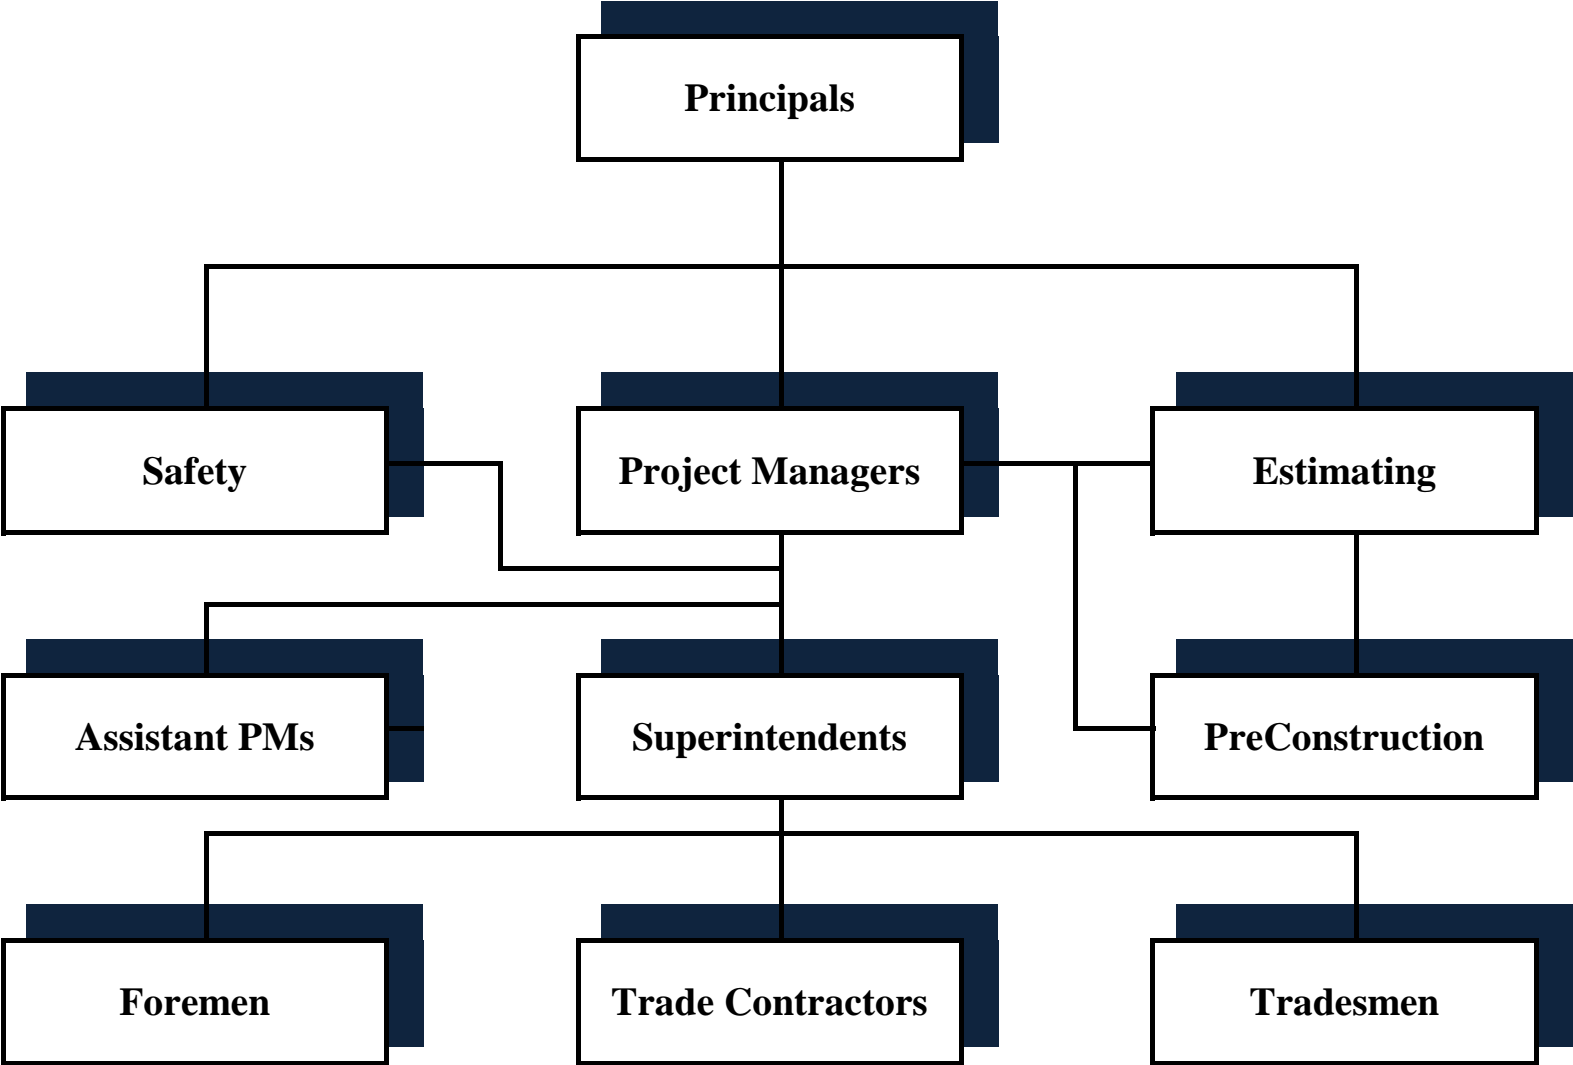 Principals
Safety
Project Managers
Estimating
Assistant PMs
Superintendents
PreConstruction
Foremen
Trade Contractors
Tradesmen